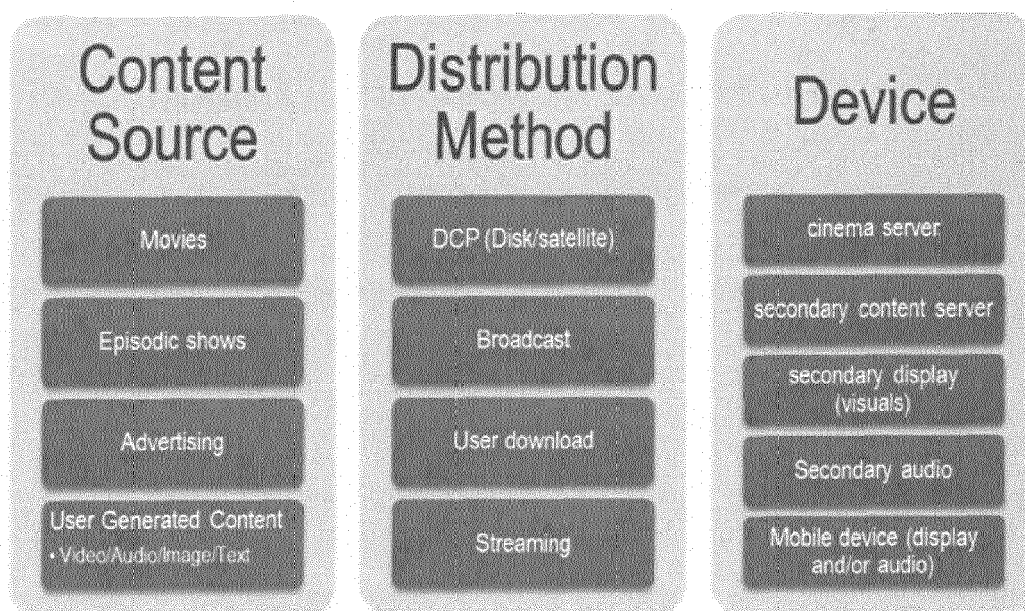 Content
Source
Movies
Episodic shows
Advertising
User Generated Content
• Video/Audio/Image/Text
Distribution
Method
DCP (Disk/satellite)
Broadcast
User download
Streaming
Device
cinema server
secondary content server
secondary display
(visuals)
Secondary audio
Mobile device (display
and/or audio)